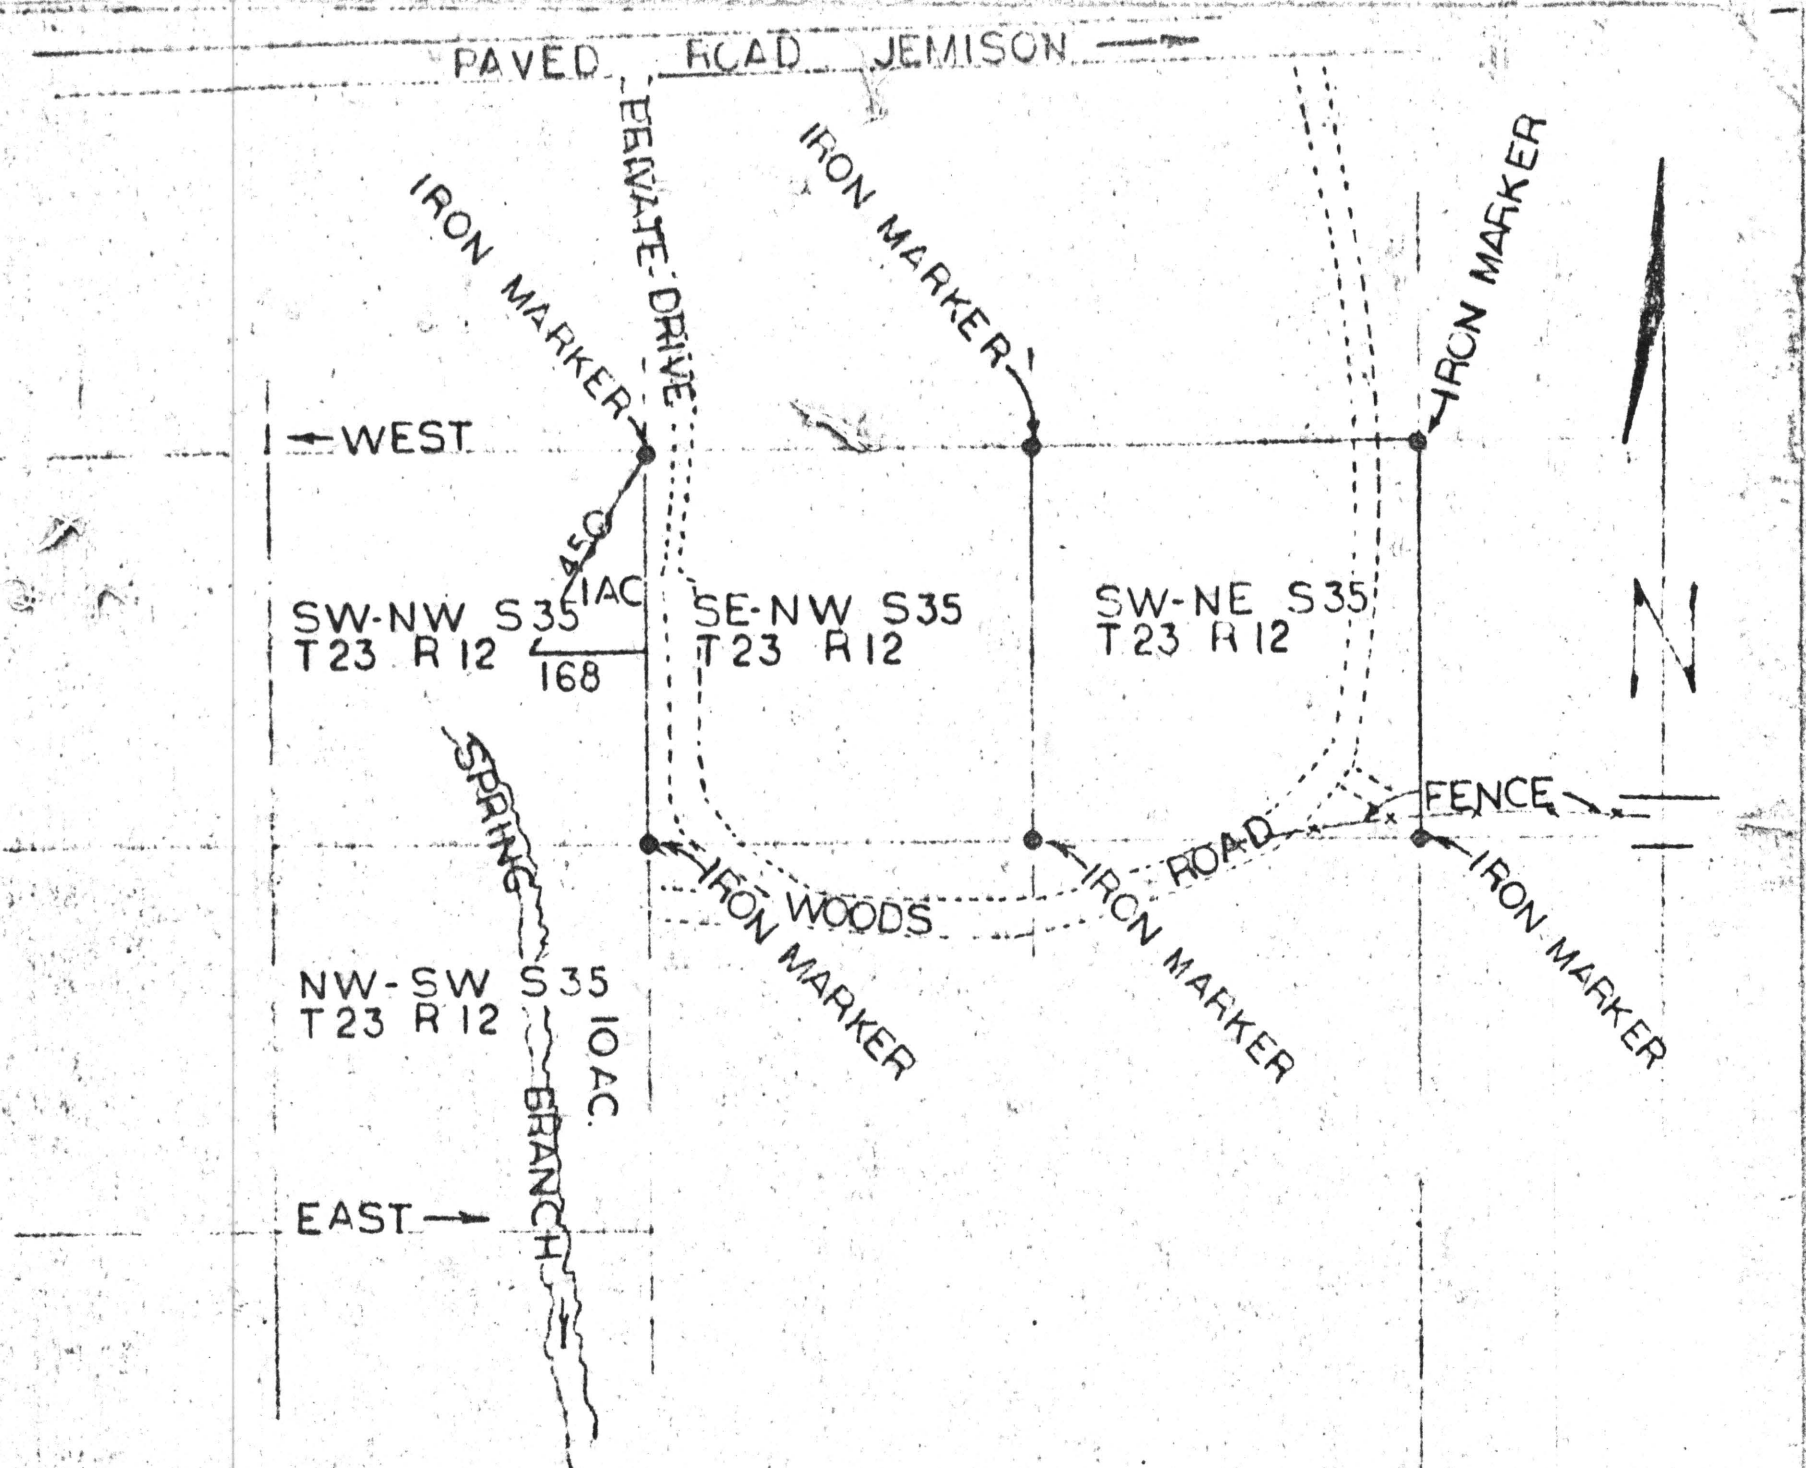 PAVED ROAD JEMISON
PRIVATE DRIVE
IRON MARKER
IRON MARKER
IRON MARKER
WEST
450
1AC
SW-NW S35
T23 R12
168
SE-NW S35
T23 R12
SW-NE S35
T23 R12
N
FENCE
SPRING BRANCH
WOODS ROAD
IRON MARKER
IRON MARKER
IRON MARKER
NW-SW S35
T23 R12
10 AC.
EAST